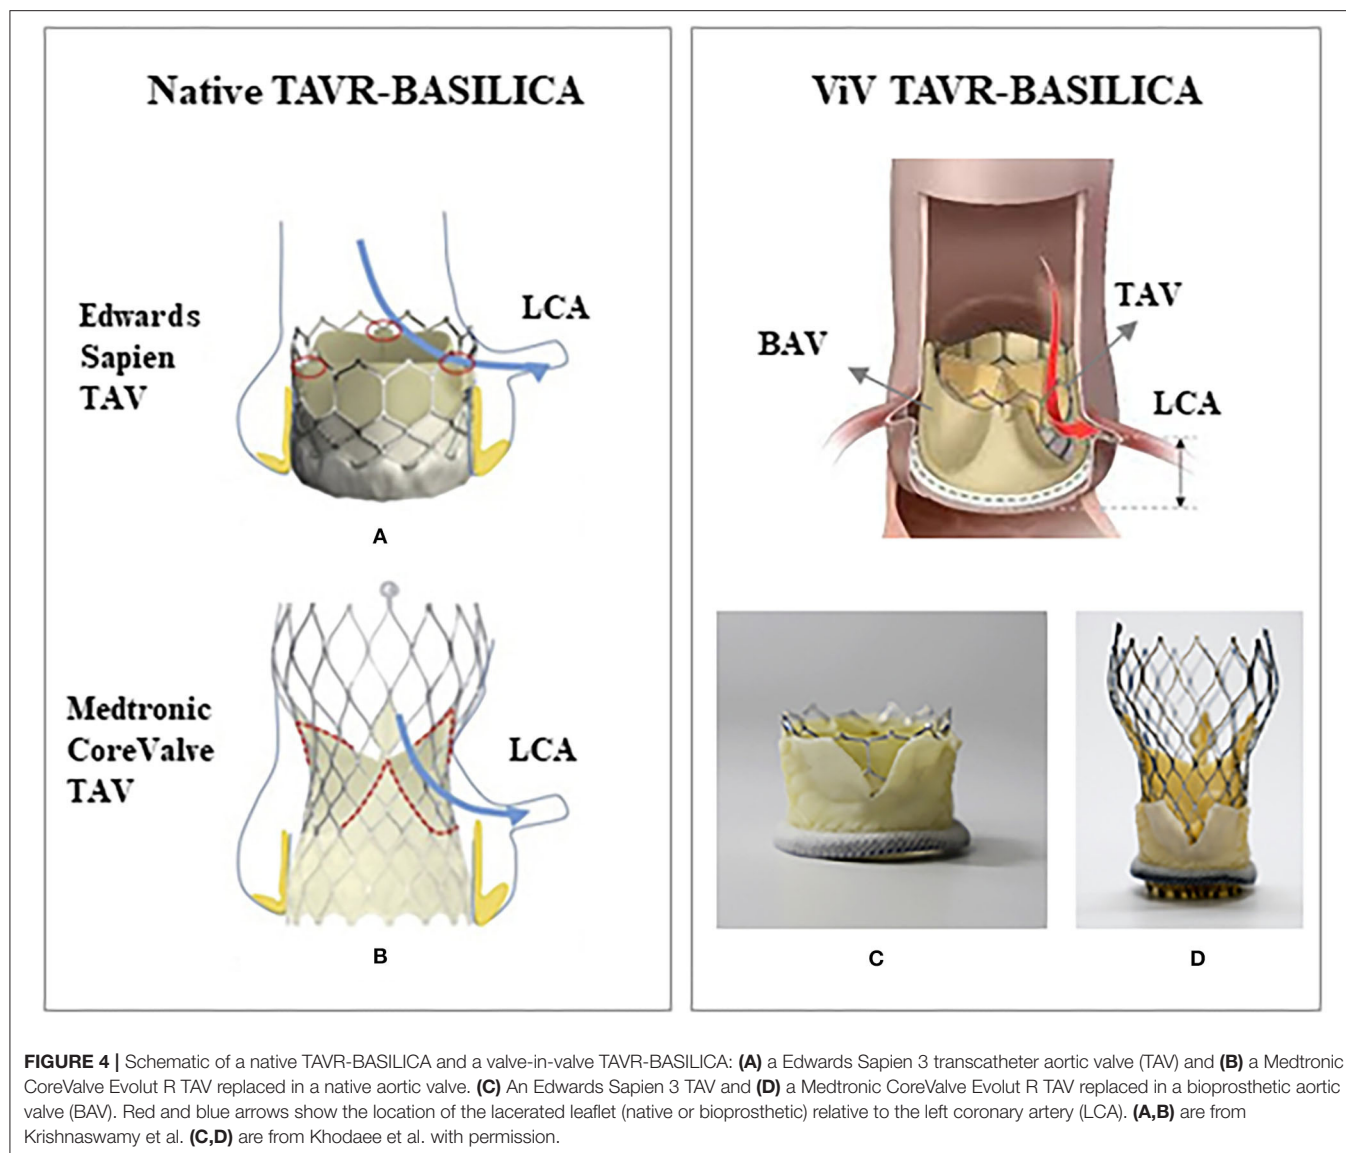 Native TAVR-BASILICA
Edwards
Sapien
TAV
LCA
A
Medtronic
CoreValve
TAV
LCA
B
ViV TAVR-BASILICA
BAV
TAV
LCA
C
D
FIGURE 4 | Schematic of a native TAVR-BASILICA and a valve-in-valve TAVR-BASILICA: (A) a Edwards Sapien 3 transcatheter aortic valve (TAV) and (B) a Medtronic
CoreValve Evolut R TAV replaced in a native aortic valve. (C) An Edwards Sapien 3 TAV and (D) a Medtronic CoreValve Evolut R TAV replaced in a bioprosthetic aortic
valve (BAV). Red and blue arrows show the location of the lacerated leaflet (native or bioprosthetic) relative to the left coronary artery (LCA). (A,B) are from
Krishnaswamy et al. (C,D) are from Khodaee et al. with permission.